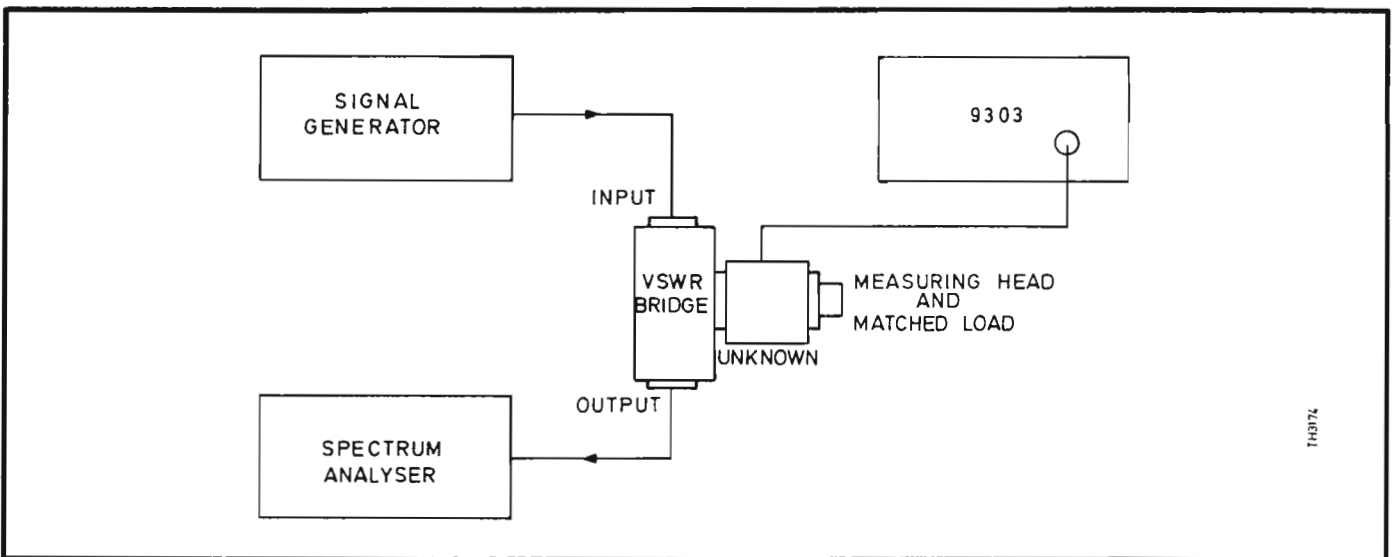 SIGNAL
GENERATOR
9303
INPUT
VSWR
BRIDGE
MEASURING HEAD
AND
MATCHED LOAD
UNKNOWN
OUTPUT
SPECTRUM
ANALYSER
TH3174